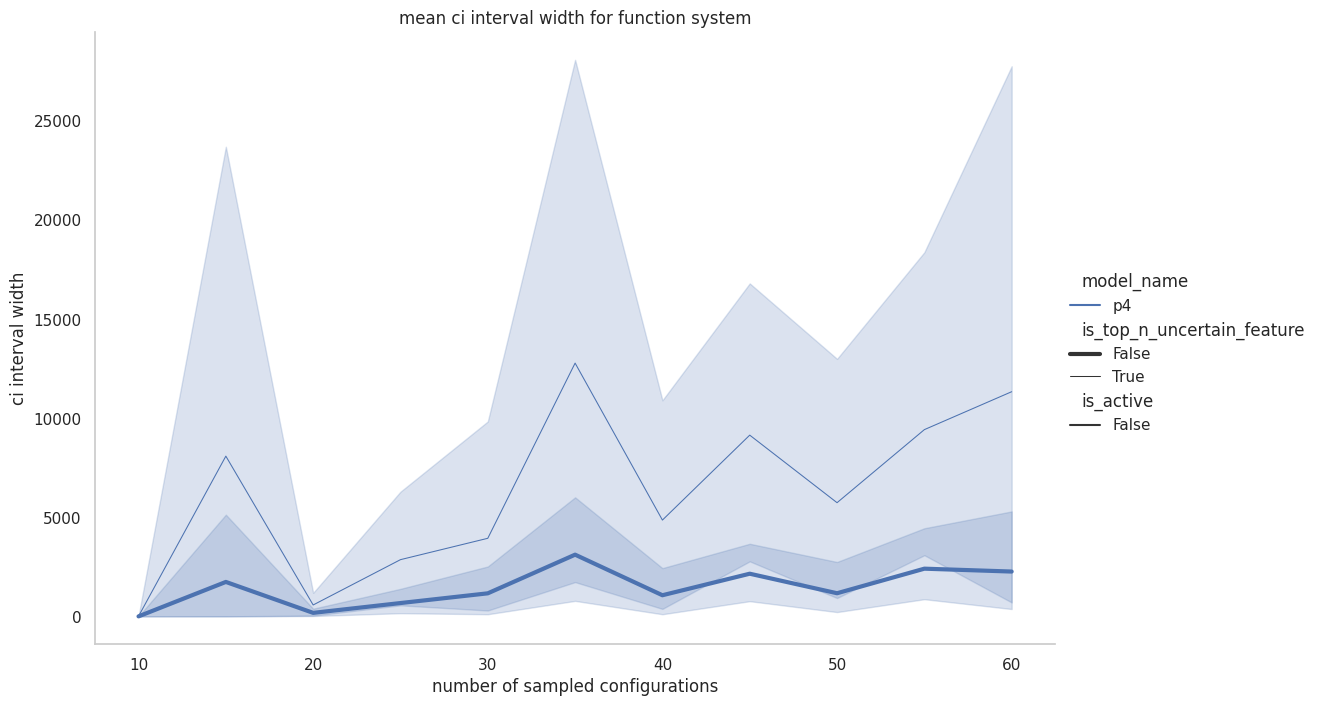 mean ci interval width for function system
ci interval width
25000
20000
15000
10000
5000
0
10
20
30
40
50
60
number of sampled configurations
model_name
p4
is_top_n_uncertain_feature
False
True
is_active
False